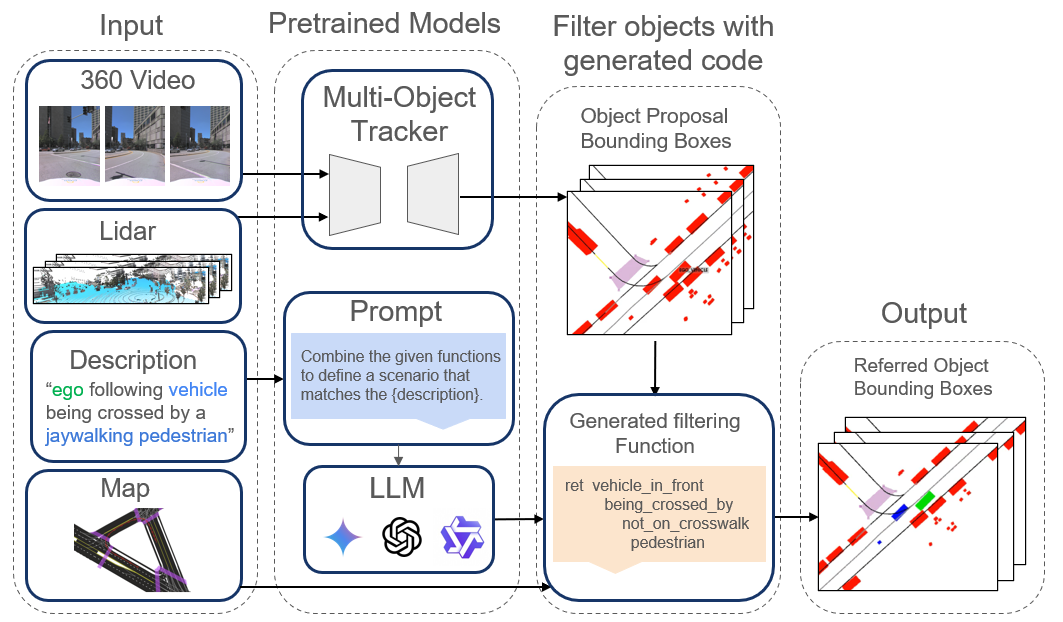 Input
360 Video
Lidar
Description
“ego following vehicle
being crossed by a
jaywalking pedestrian”
Map
Pretrained Models
Multi-Object
Tracker
Prompt
Combine the given functions
to define a scenario that
matches the {description}.
LLM
Filter objects with
generated code
Object Proposal
Bounding Boxes
EGO_VEHICLE
Generated filtering
Function
ret vehicle_in_front
being_crossed_by
not_on_crosswalk
pedestrian
Output
Referred Object
Bounding Boxes